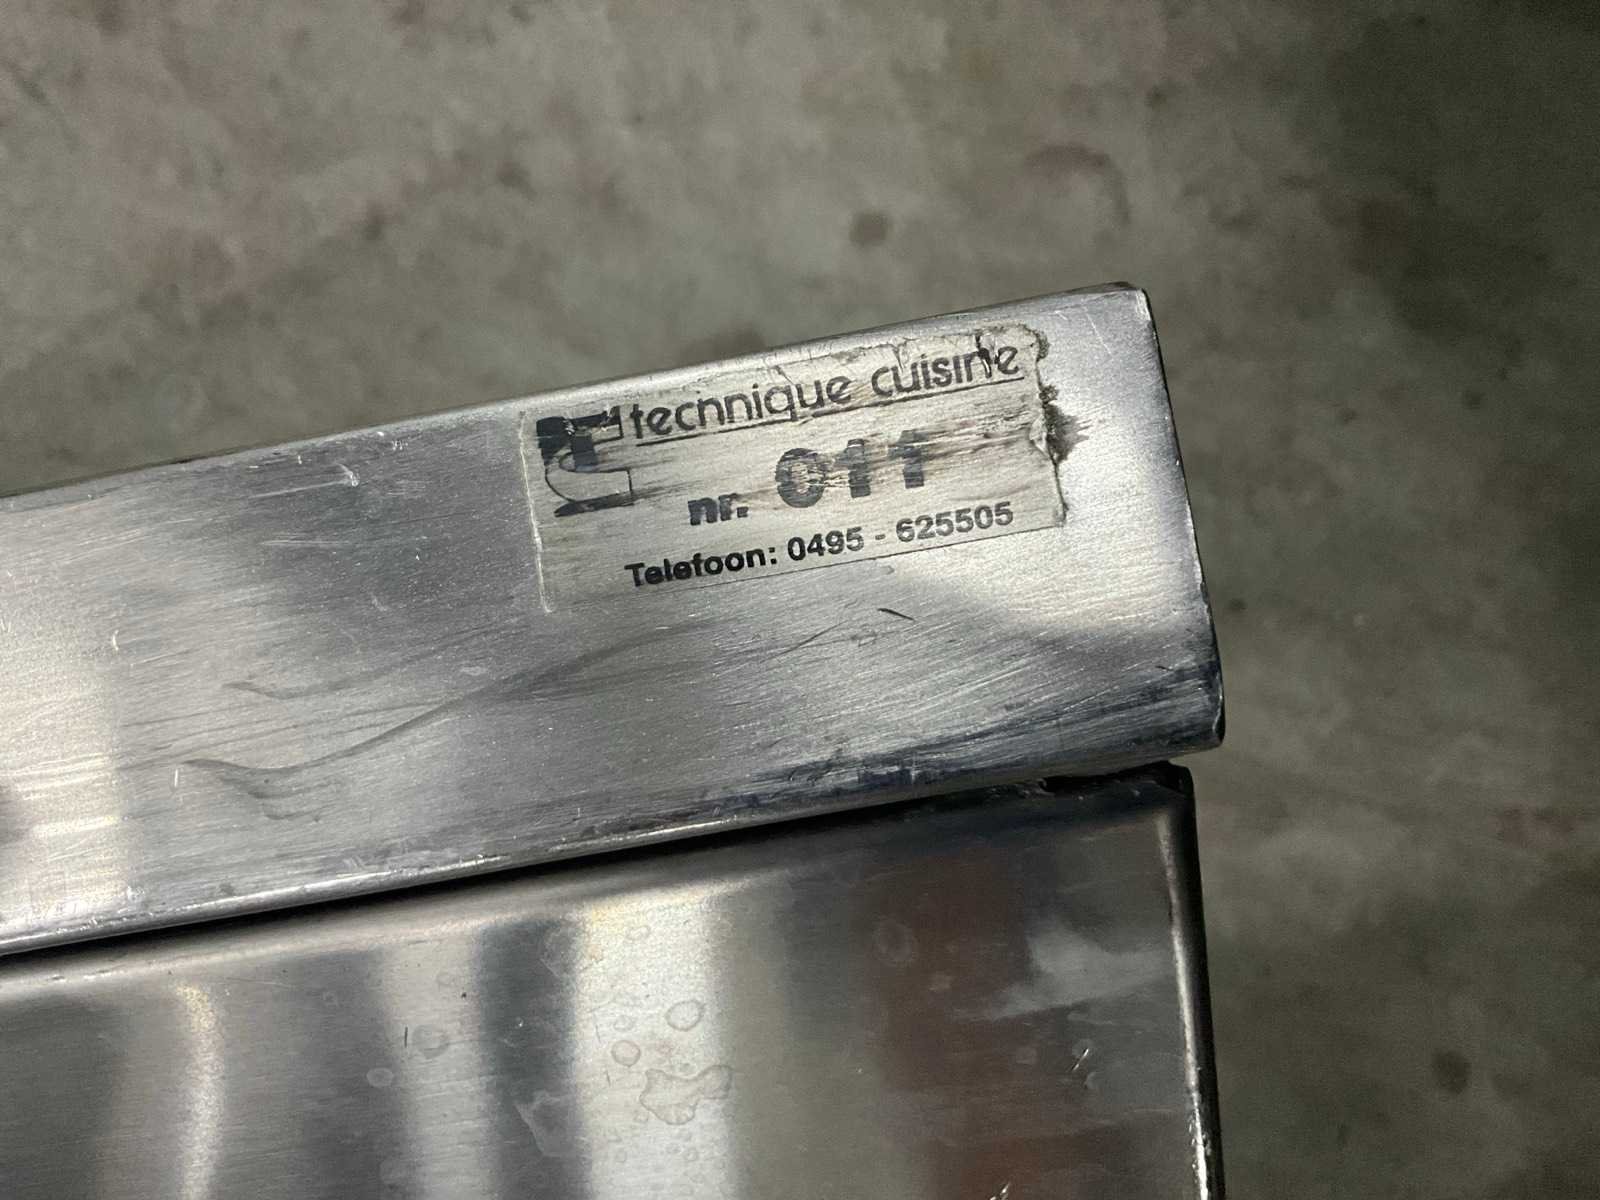 technique cuisine
nr. 011
Telefoon: 0495 - 625505